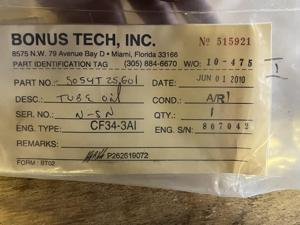 BONUS TECH, INC. № 515921
8575 N.W. 79 Avenue Bay D • Miami, Florida 33166
PART IDENTIFICATION TAG (305) 884-6670 W/O: 10-475
PART NO.: 5054T25G01 DATE: JUN 01 2010
DESC.: TUBE OIL COND.: A/R
SER. NO.: N-SN QTY.: 1
ENG. TYPE: CF34-3A1 ENG. S/N: 807042
REMARKS:
P262619072
FORM : BT02